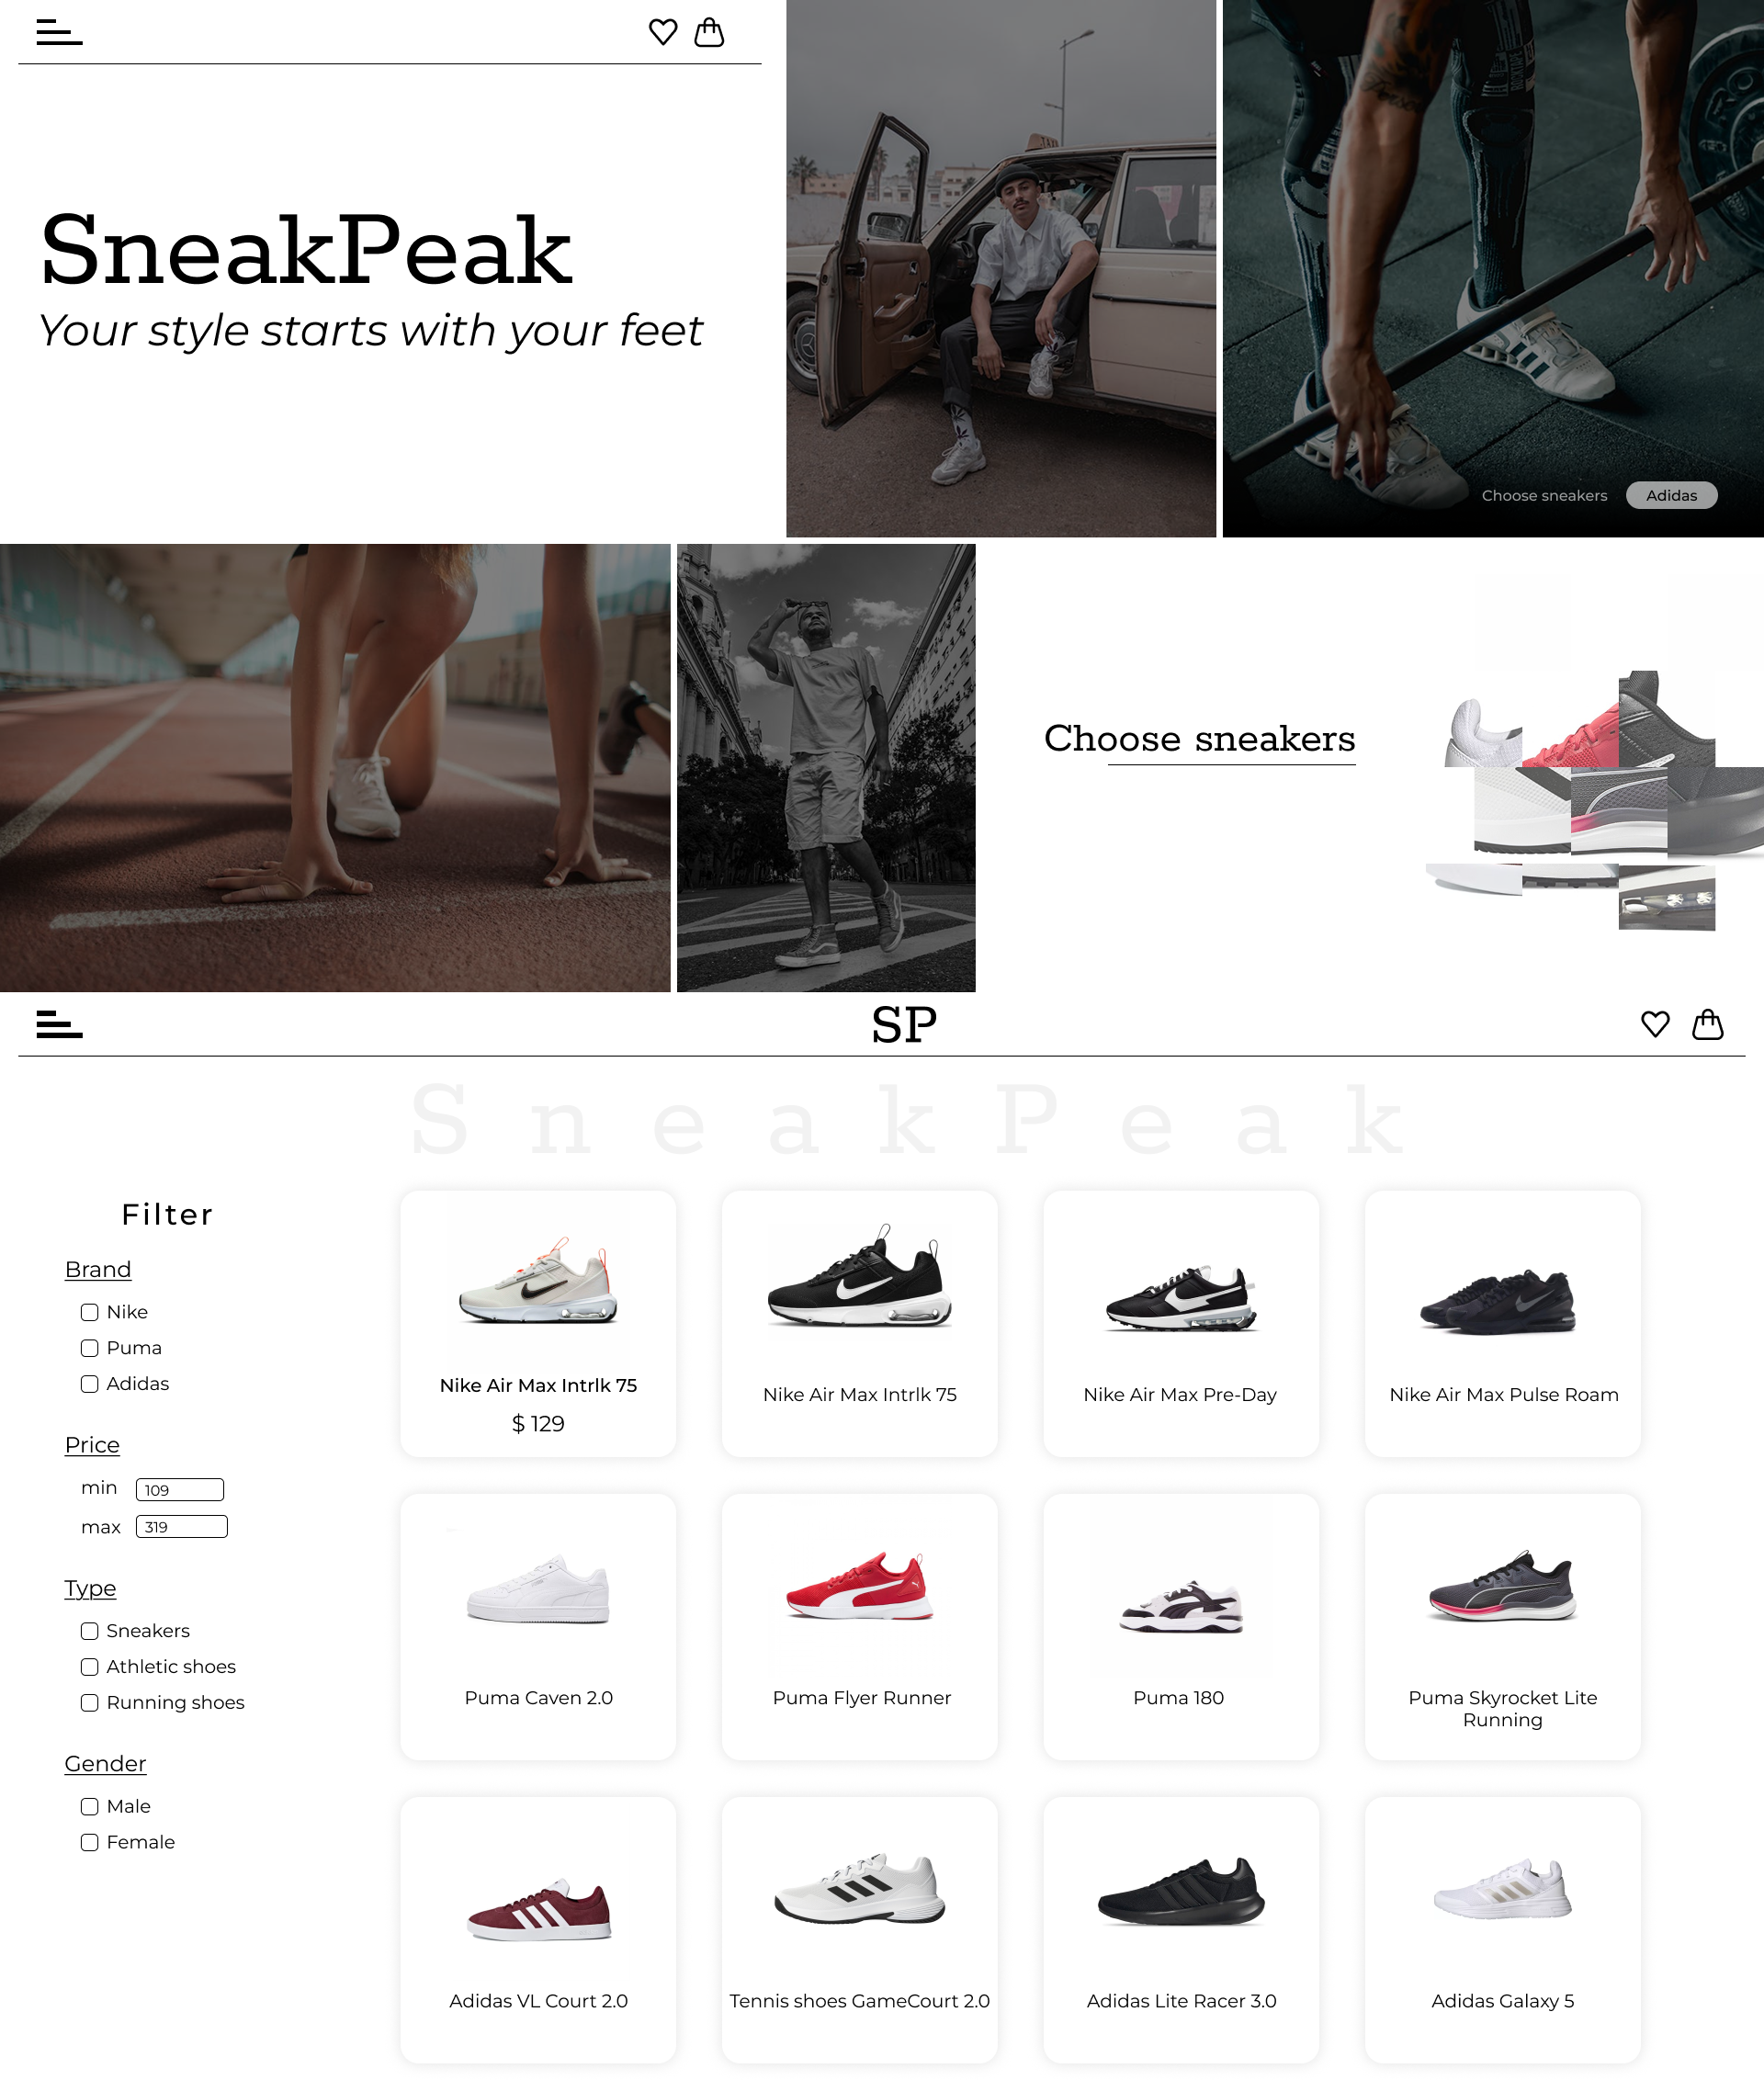 SneakPeak
Your style starts with your feet
Choose sneakers
Adidas
Choose sneakers
SP
SneakPeak
Filter
Brand
Nike
Puma
Adidas
Price
min 109
max 319
Type
Sneakers
Athletic shoes
Running shoes
Gender
Male
Female
Nike Air Max Intrlk 75
$ 129
Nike Air Max Intrlk 75
Nike Air Max Pre-Day
Nike Air Max Pulse Roam
Puma Caven 2.0
Puma Flyer Runner
Puma 180
Puma Skyrocket Lite
Running
Adidas VL Court 2.0
Tennis shoes GameCourt 2.0
Adidas Lite Racer 3.0
Adidas Galaxy 5